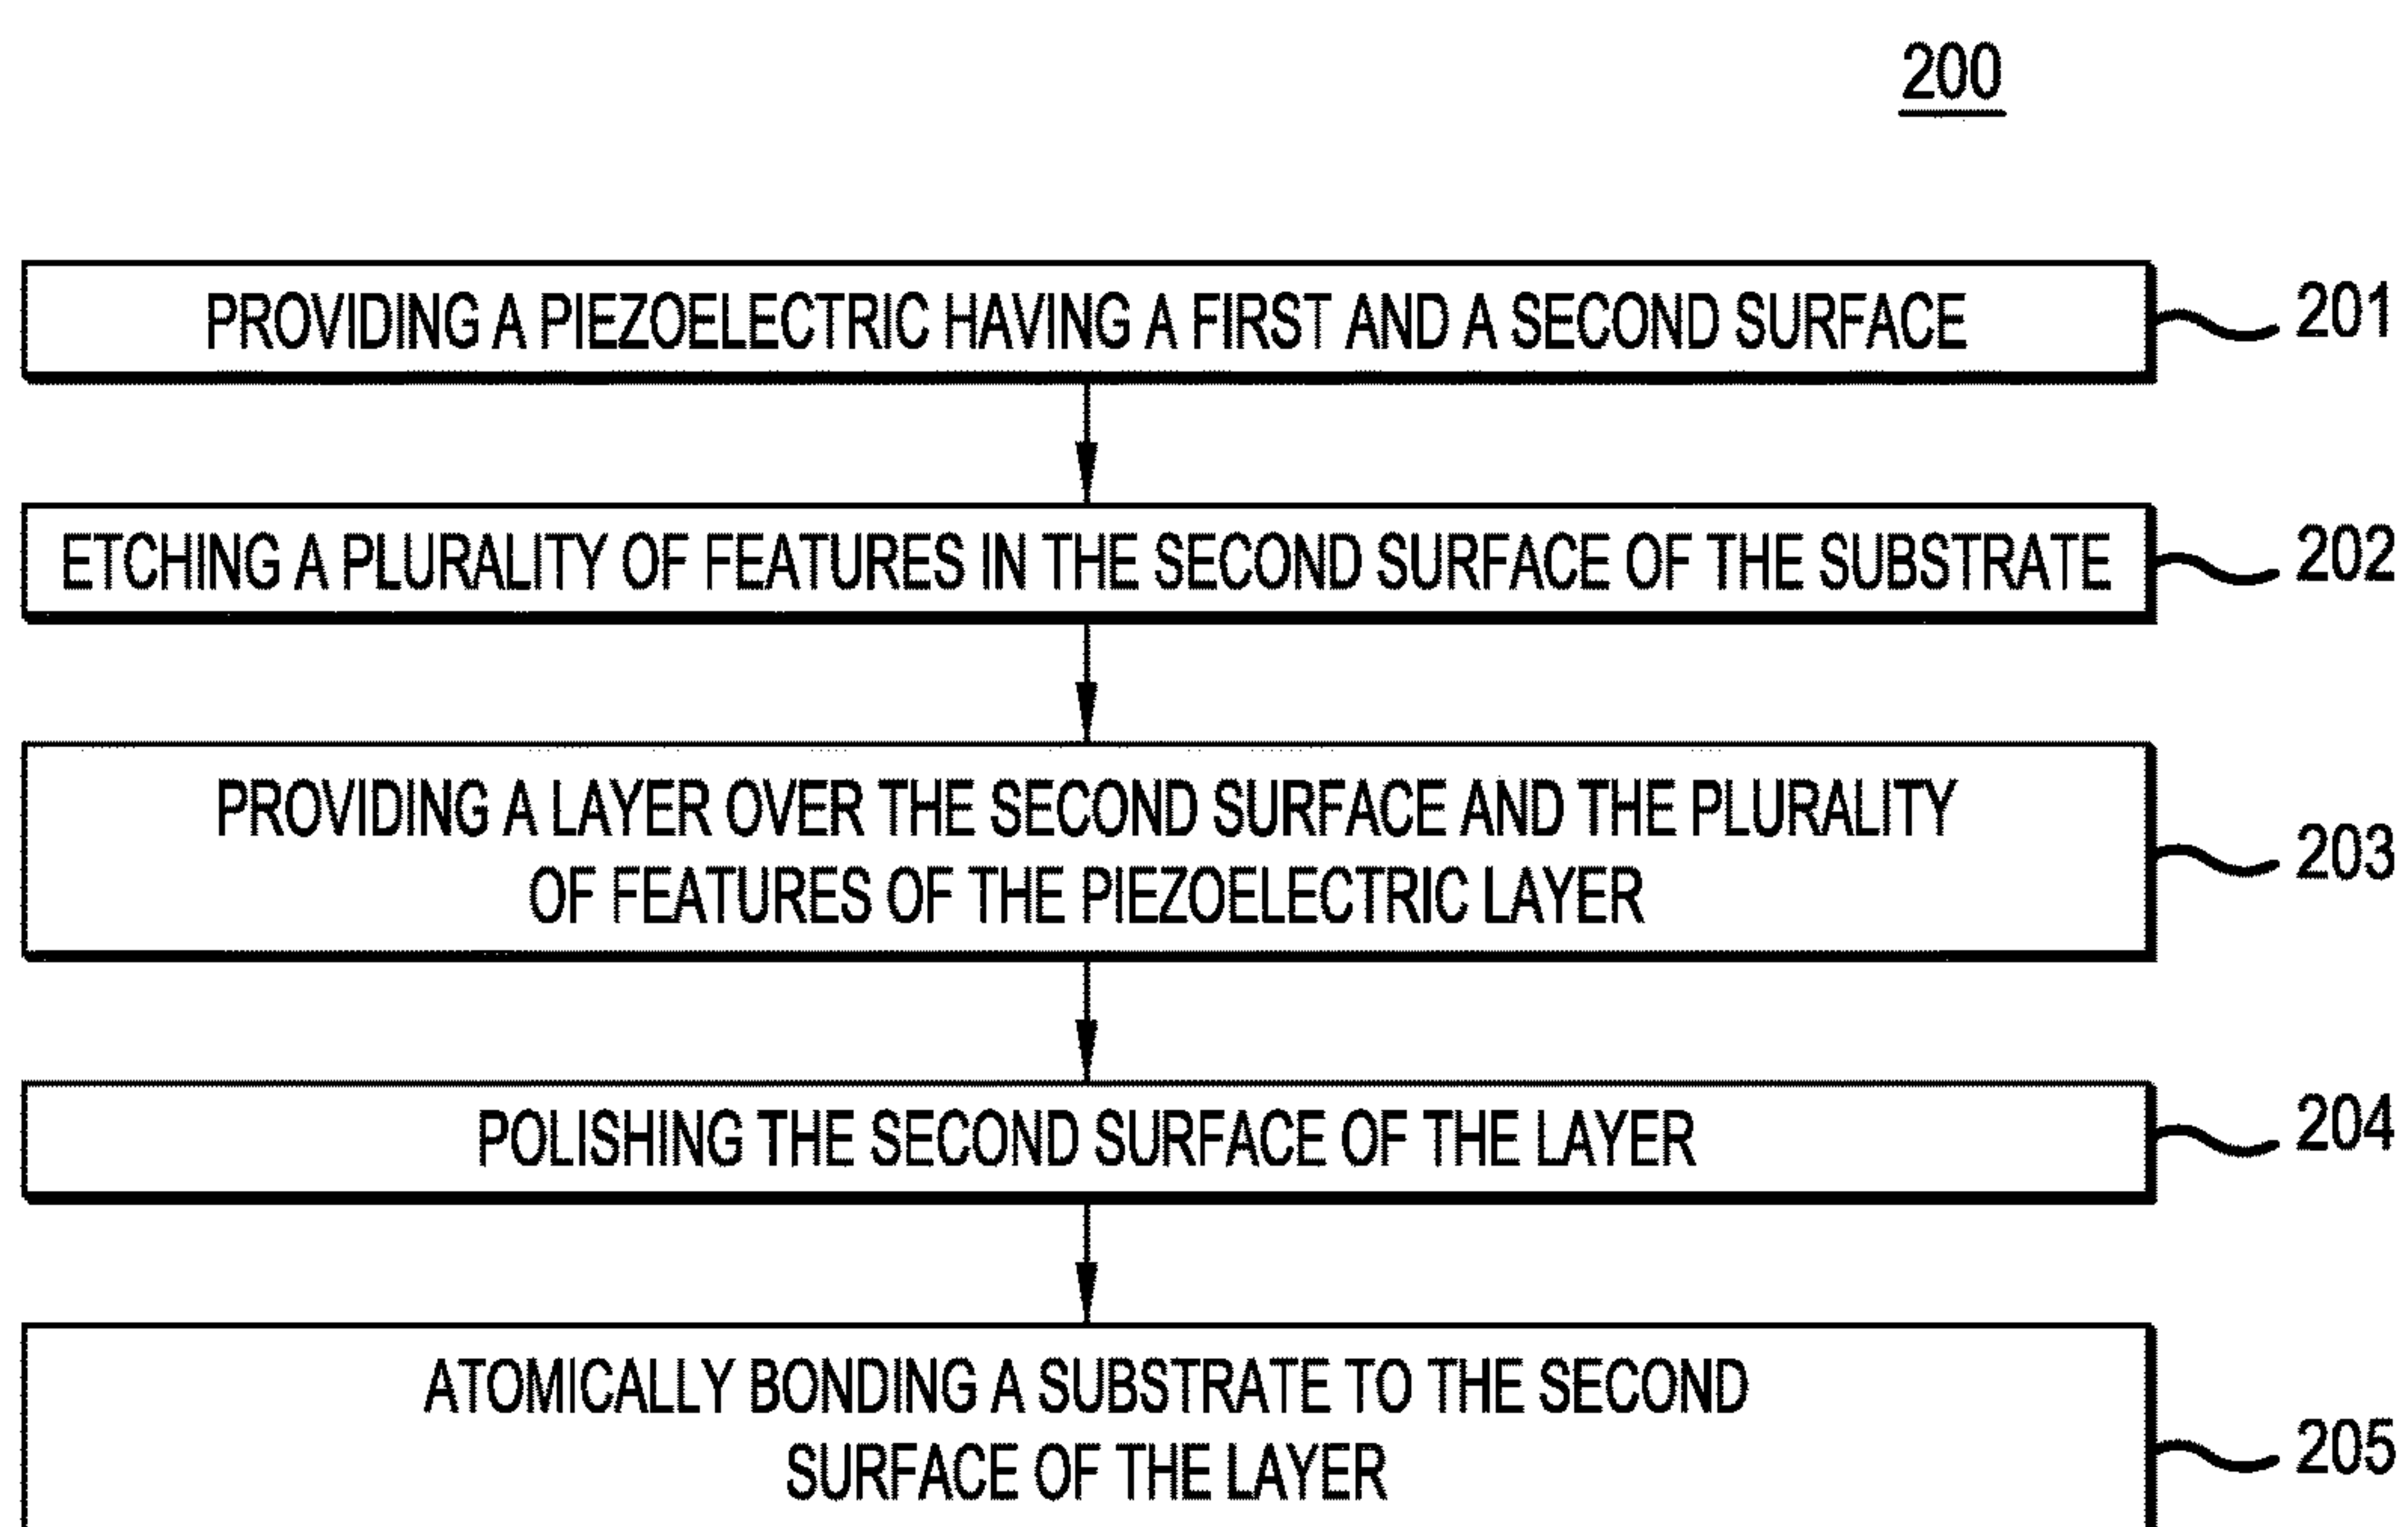 200
PROVIDING A PIEZOELECTRIC HAVING A FIRST AND A SECOND SURFACE
201
ETCHING A PLURALITY OF FEATURES IN THE SECOND SURFACE OF THE SUBSTRATE
202
PROVIDING A LAYER OVER THE SECOND SURFACE AND THE PLURALITY
OF FEATURES OF THE PIEZOELECTRIC LAYER
203
POLISHING THE SECOND SURFACE OF THE LAYER
204
ATOMICALLY BONDING A SUBSTRATE TO THE SECOND
SURFACE OF THE LAYER
205